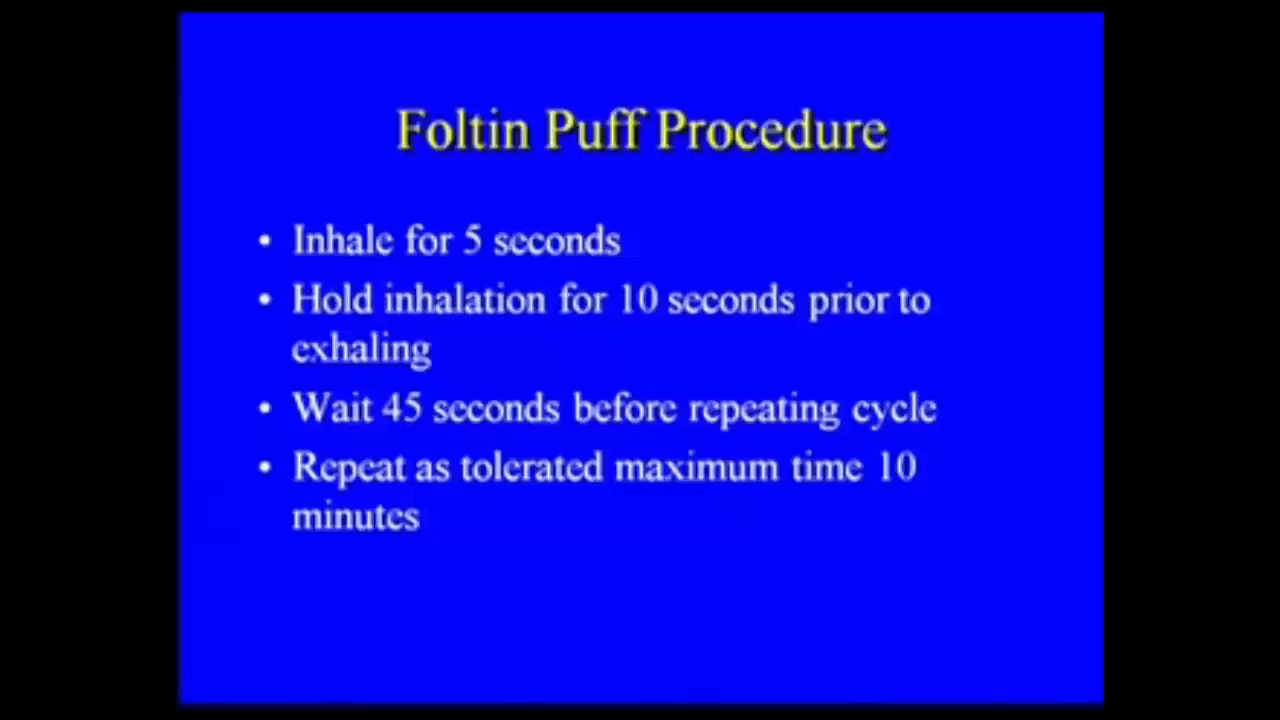 Foltin Puff Procedure
• Inhale for 5 seconds
• Hold inhalation for 10 seconds prior to
exhaling
• Wait 45 seconds before repeating cycle
• Repeat as tolerated maximum time 10
minutes